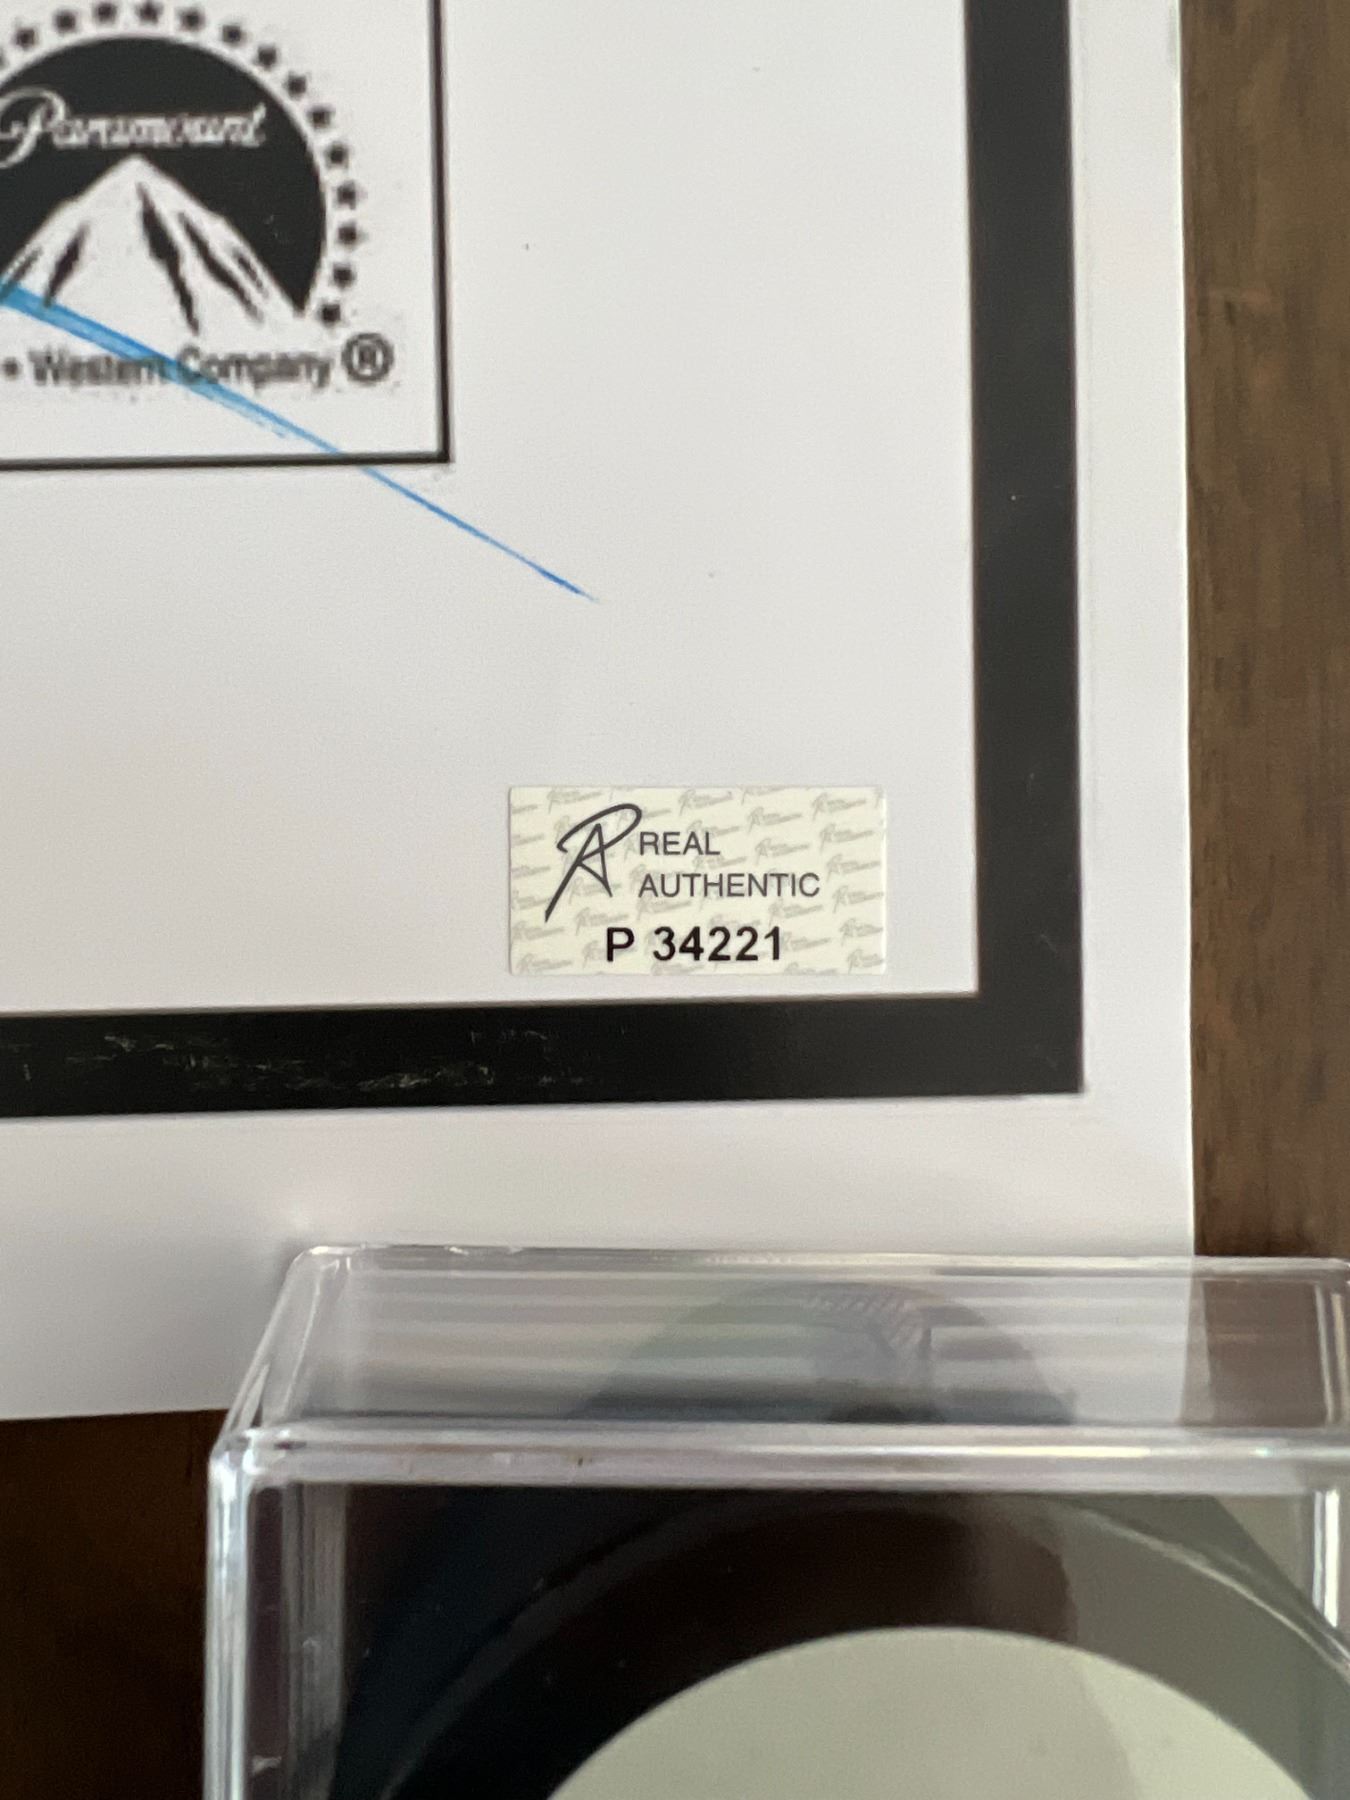 Paramount
• Western Company ®
REAL
AUTHENTIC
P 34221